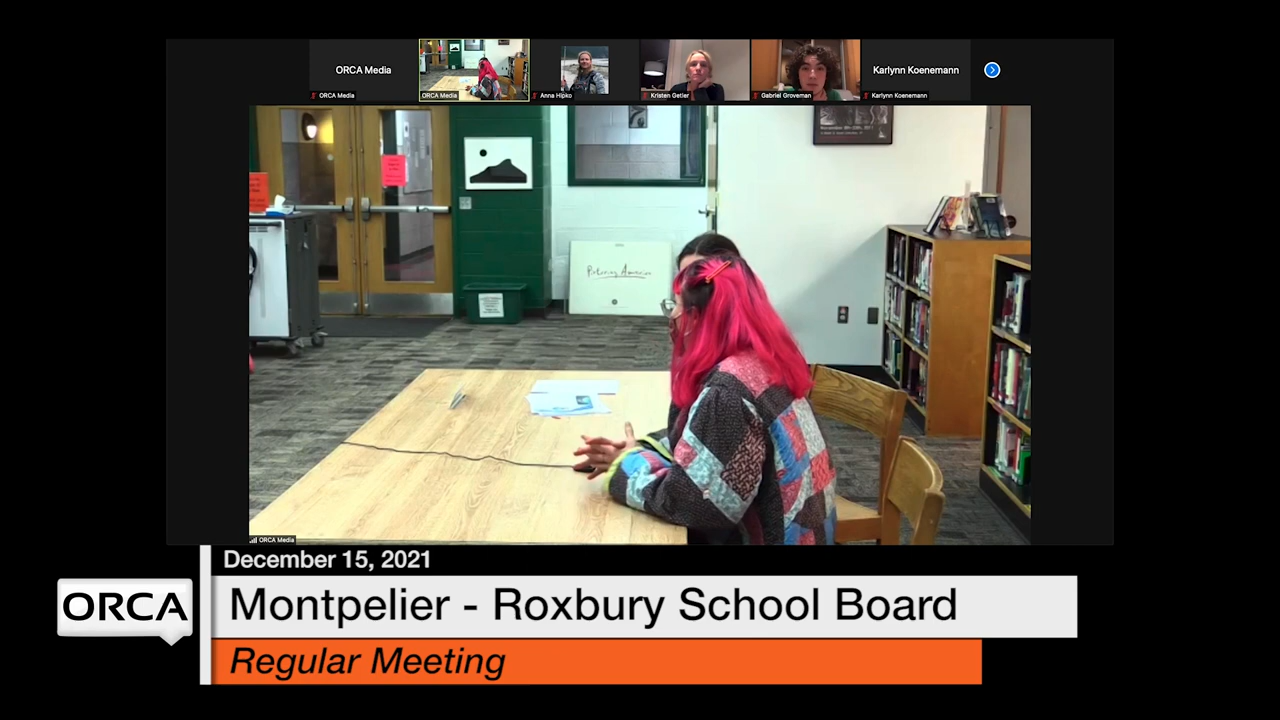 ORCA Media
Karlynn Koenemann
ORCA Media
ORCA Media
Anna Hipko
Kristen Getler
Gabriel Groveman
Karlynn Koenemann
ORCA Media
December 15, 2021
Montpelier - Roxbury School Board
ORCA
Regular Meeting